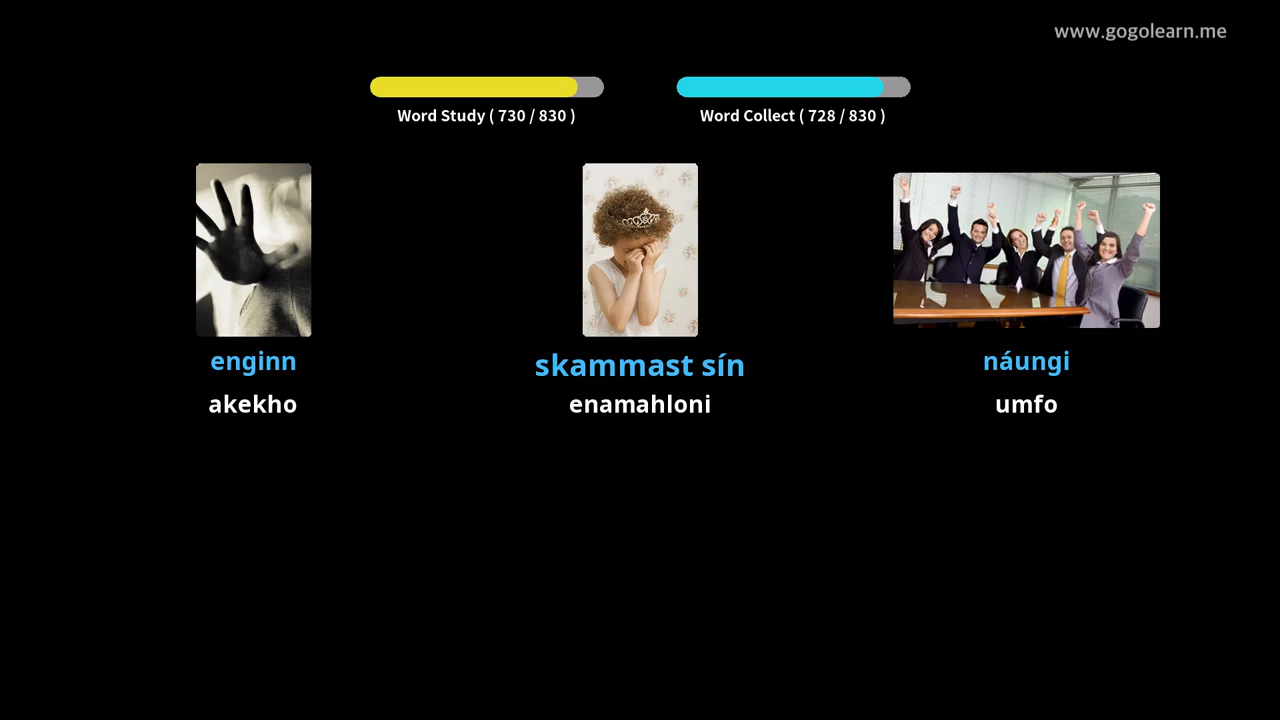 www.gogolearn.me
Word Study ( 730 / 830 )
Word Collect ( 728 / 830 )
enginn
akekho
skammast sín
enamahloni
náungi
umfo